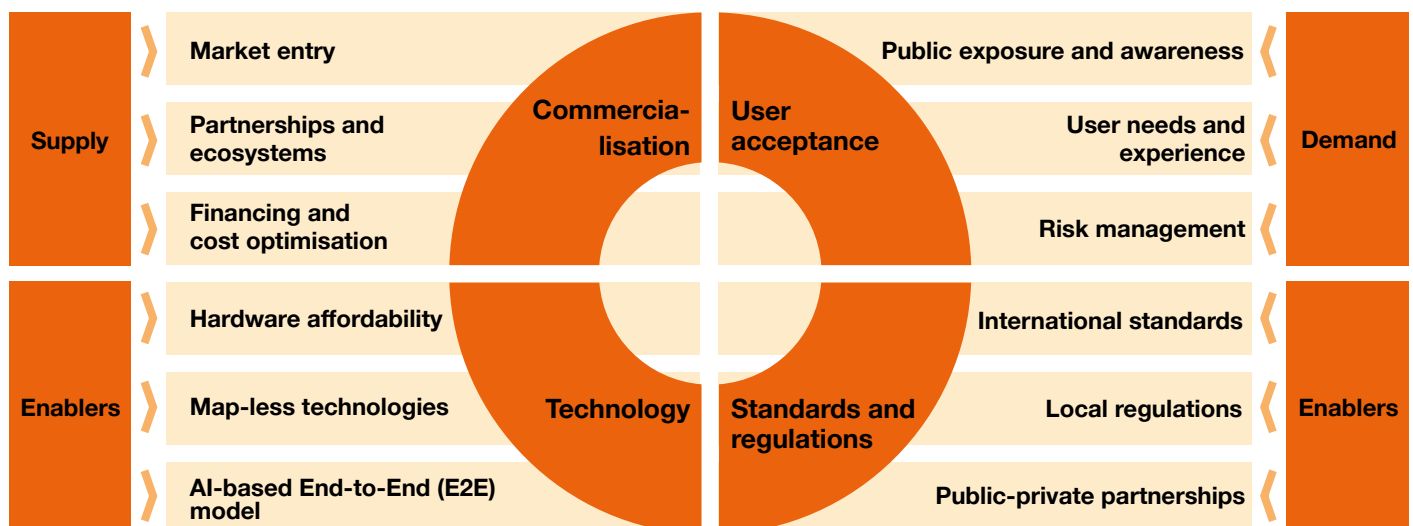 Supply
Market entry
Partnerships and
ecosystems
Financing and
cost optimisation
Commercia-
lisation
User
acceptance
Public exposure and awareness
User needs and
experience
Risk management
Demand
Enablers
Hardware affordability
Map-less technologies
AI-based End-to-End (E2E)
model
Technology
Standards and
regulations
International standards
Local regulations
Public-private partnerships
Enablers